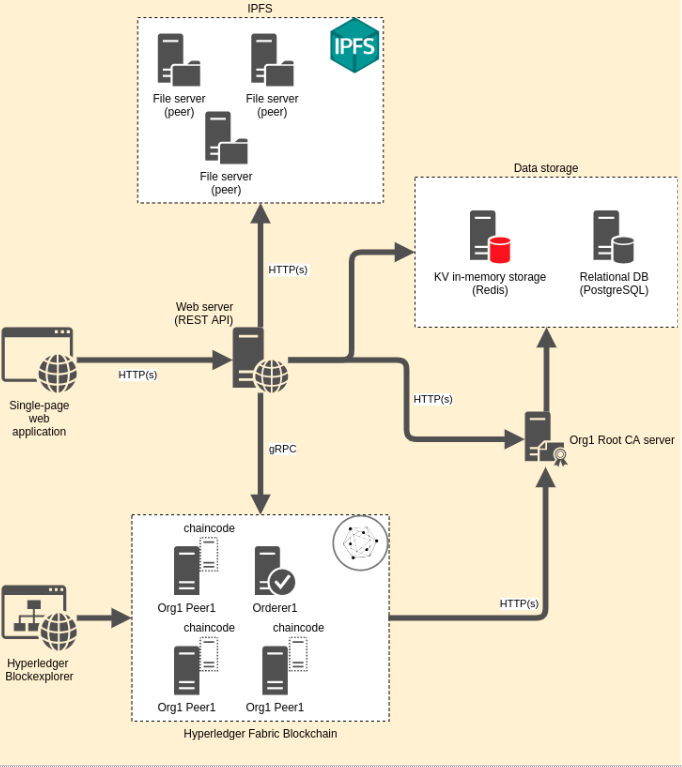 IPFS
IPFS
File server
(peer)
File server
(peer)
File server
(peer)
Data storage
KV in-memory storage
(Redis)
Relational DB
(PostgreSQL)
HTTP(s)
Web server
(REST API)
HTTP(s)
Single-page
web
application
HTTP(s)
Org1 Root CA server
gRPC
chaincode
Org1 Peer1
Orderer1
chaincode
chaincode
Org1 Peer1
Org1 Peer1
HTTP(s)
Hyperledger
Blockexplorer
Hyperledger Fabric Blockchain